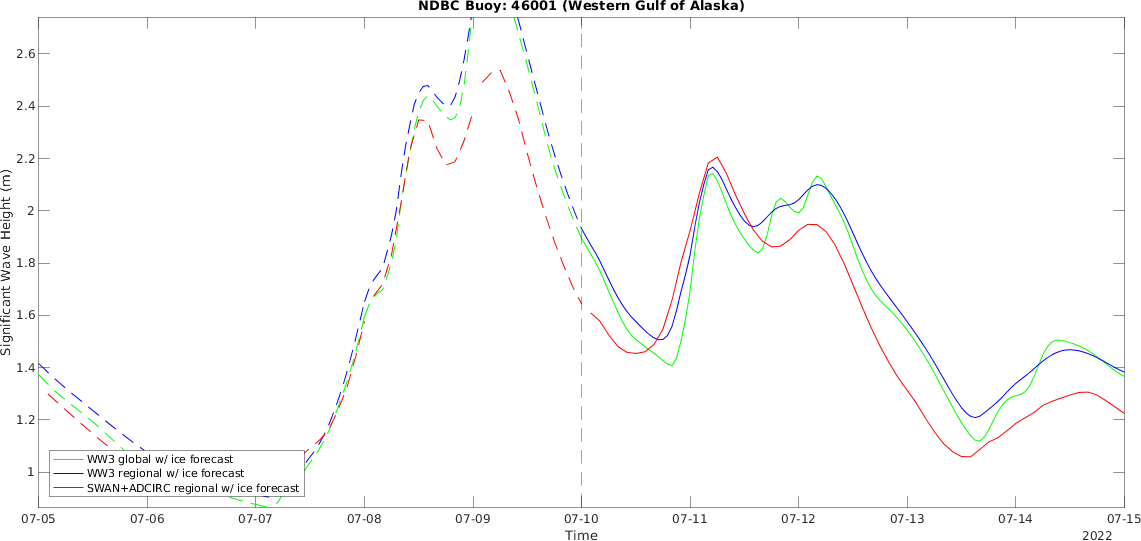 NDBC Buoy: 46001 (Western Gulf of Alaska)
Significant Wave Height (m)
2.6
2.4
2.2
2
1.8
1.6
1.4
1.2
1
WW3 global w/ ice forecast
WW3 regional w/ ice forecast
SWAN+ADCIRC regional w/ ice forecast
07-05 07-06 07-07 07-08 07-09 07-10 07-11 07-12 07-13 07-14 07-15
Time
2022